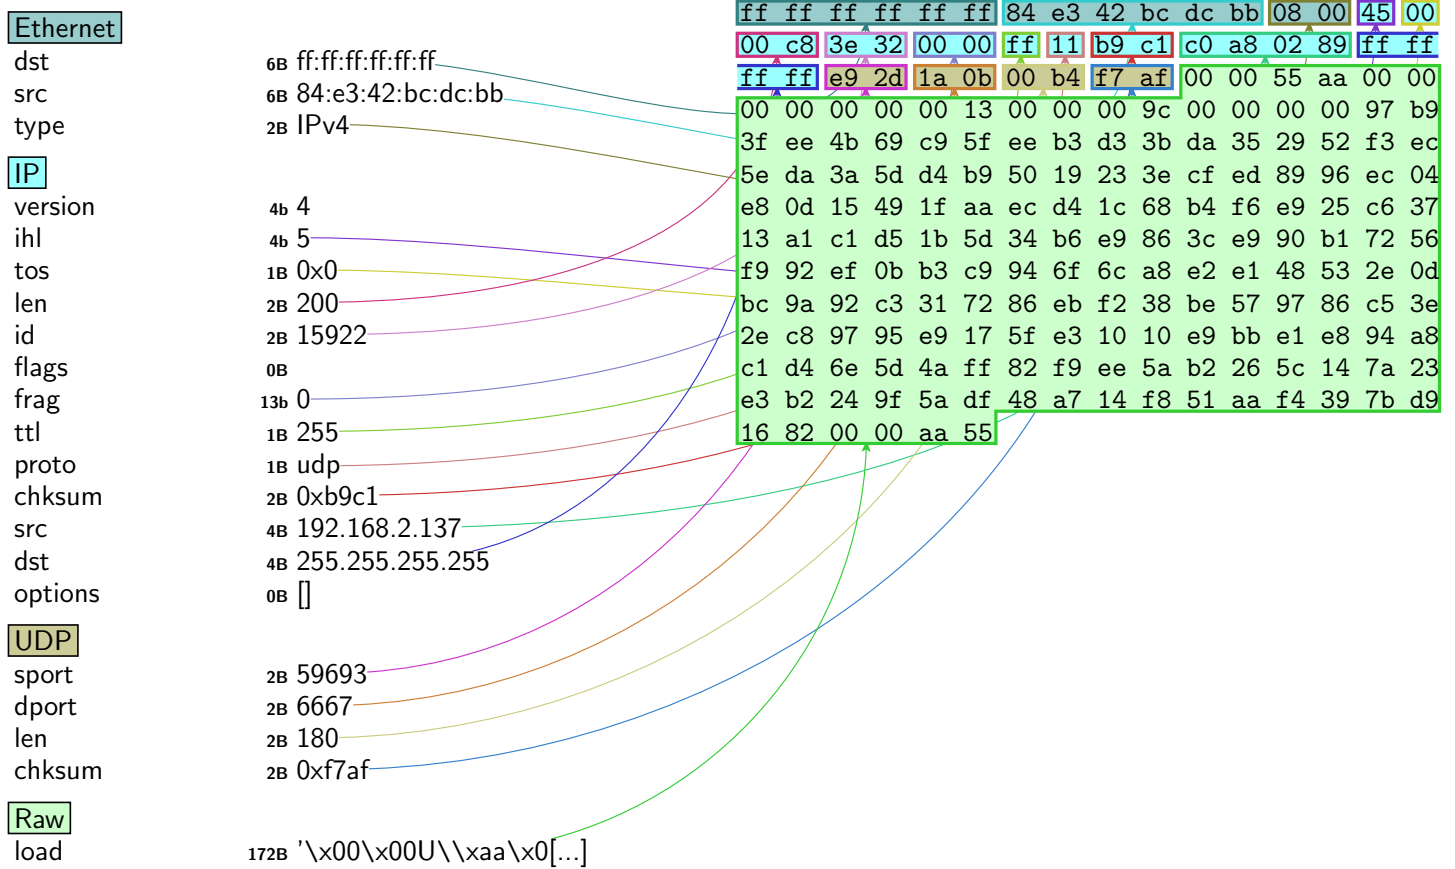 Ethernet
dst 6B ff:ff:ff:ff:ff:ff
src 6B 84:e3:42:bc:dc:bb
type 2B IPv4
IP
version 4b 4
ihl 4b 5
tos 1B 0x0
len 2B 200
id 2B 15922
flags 0B
frag 13b 0
ttl 1B 255
proto 1B udp
chksum 2B 0xb9c1
src 4B 192.168.2.137
dst 4B 255.255.255.255
options 0B []
UDP
sport 2B 59693
dport 2B 6667
len 2B 180
chksum 2B 0xf7af
Raw
load 172B '\x00\x00U\\xaa\x0[...]
ff ff ff ff ff ff 84 e3 42 bc dc bb 08 00 45 00
00 c8 3e 32 00 00 ff 11 b9 c1 c0 a8 02 89 ff ff
ff ff e9 2d 1a 0b 00 b4 f7 af 00 00 55 aa 00 00
00 00 00 00 00 13 00 00 00 9c 00 00 00 00 97 b9
3f ee 4b 69 c9 5f ee b3 d3 3b da 35 29 52 f3 ec
5e da 3a 5d d4 b9 50 19 23 3e cf ed 89 96 ec 04
e8 0d 15 49 1f aa ec d4 1c 68 b4 f6 e9 25 c6 37
13 a1 c1 d5 1b 5d 34 b6 e9 86 3c e9 90 b1 72 56
f9 92 ef 0b b3 c9 94 6f 6c a8 e2 e1 48 53 2e 0d
bc 9a 92 c3 31 72 86 eb f2 38 be 57 97 86 c5 3e
2e c8 97 95 e9 17 5f e3 10 10 e9 bb e1 e8 94 a8
c1 d6 6e 5d 4a ff 82 f9 ee 5a b2 26 5c 14 7a 23
e3 b2 24 9f 5a df 48 a7 14 f8 51 aa f4 39 7b d9
16 82 00 00 aa 55